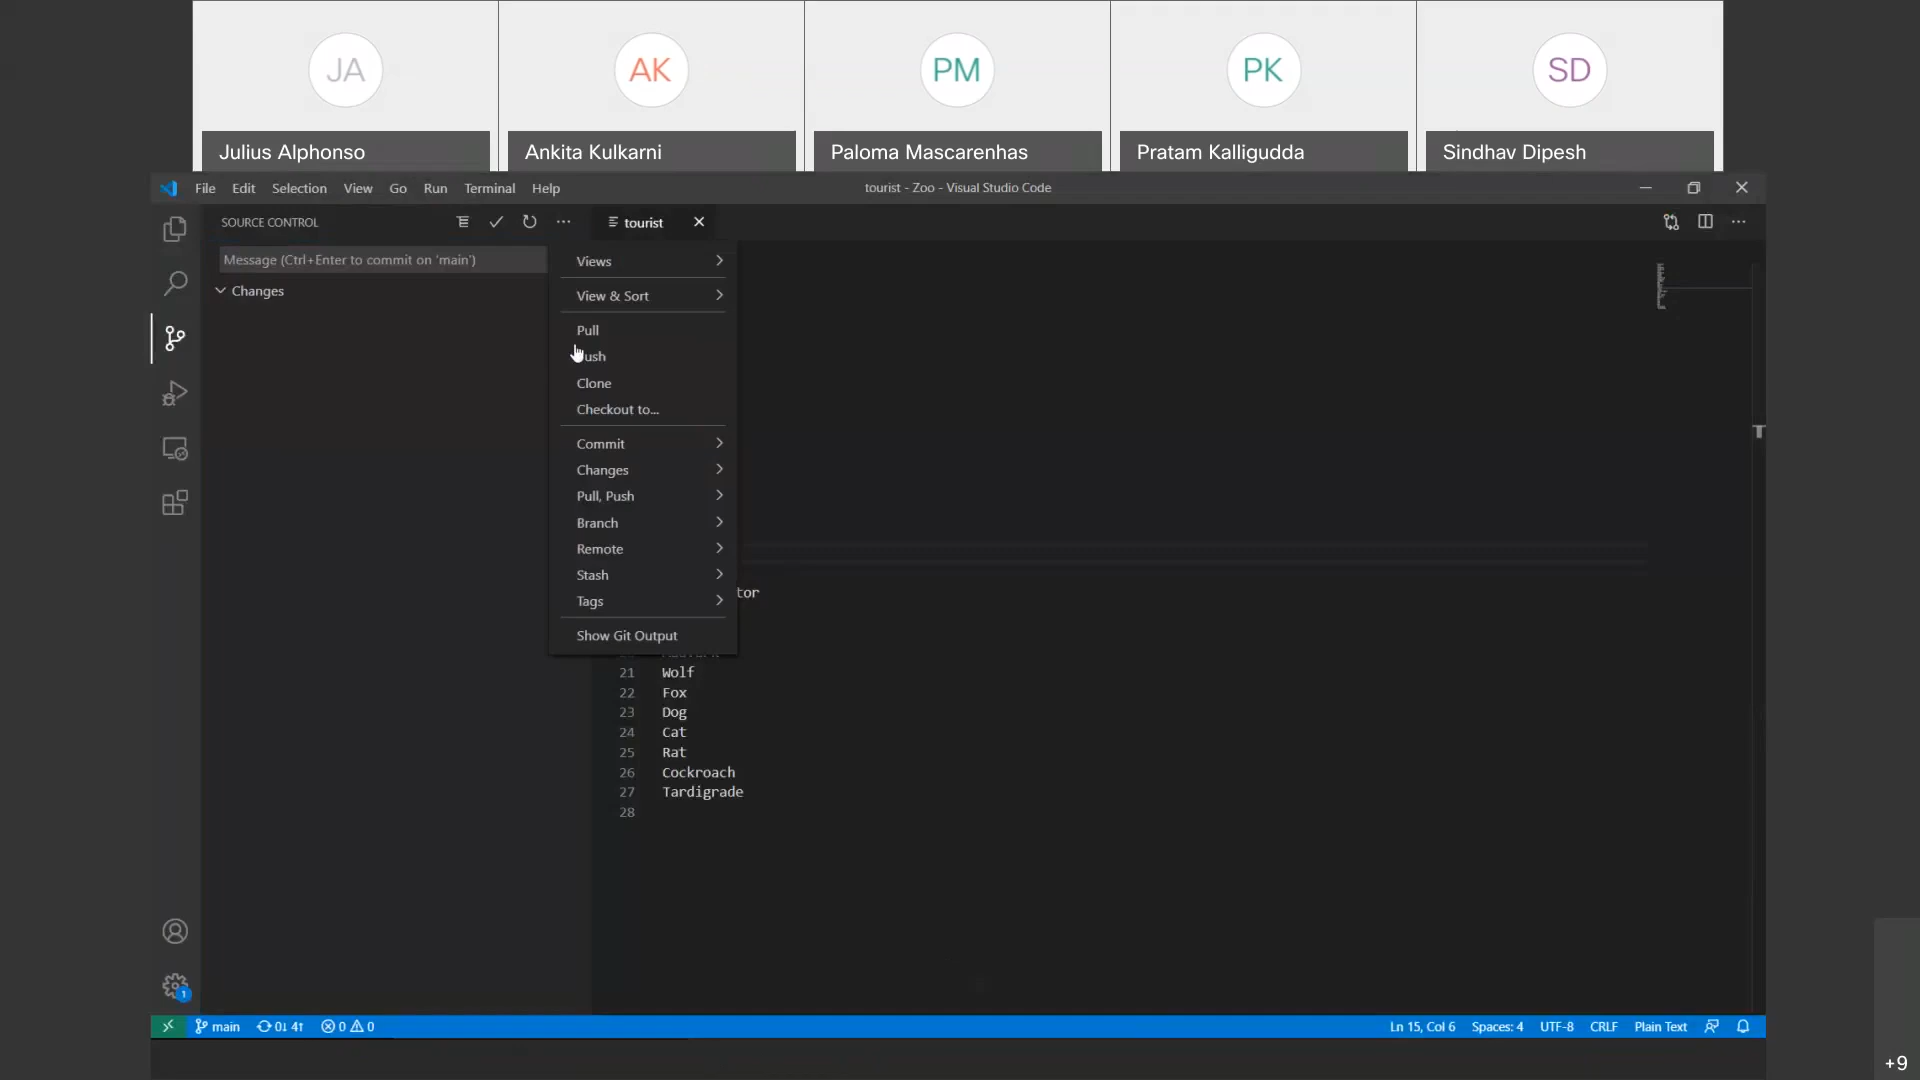 JA
AK
PM
PK
SD
Julius Alphonso
Ankita Kulkarni
Paloma Mascarenhas
Pratam Kalligudda
Sindhav Dipesh
File Edit Selection View Go Run Terminal Help
tourist - Zoo - Visual Studio Code
SOURCE CONTROL
tourist
Message (Ctrl+Enter to commit on 'main')
Changes
Views
View & Sort
Pull
ush
Clone
Checkout to...
Commit
Changes
Pull, Push
Branch
Remote
Stash
Tags
Show Git Output
tor
21 Wolf
22 Fox
23 Dog
24 Cat
25 Rat
26 Cockroach
27 Tardigrade
28
1
main 0↓ 4↑ 0 0
Ln 15, Col 6 Spaces: 4 UTF-8 CRLF Plain Text
+9